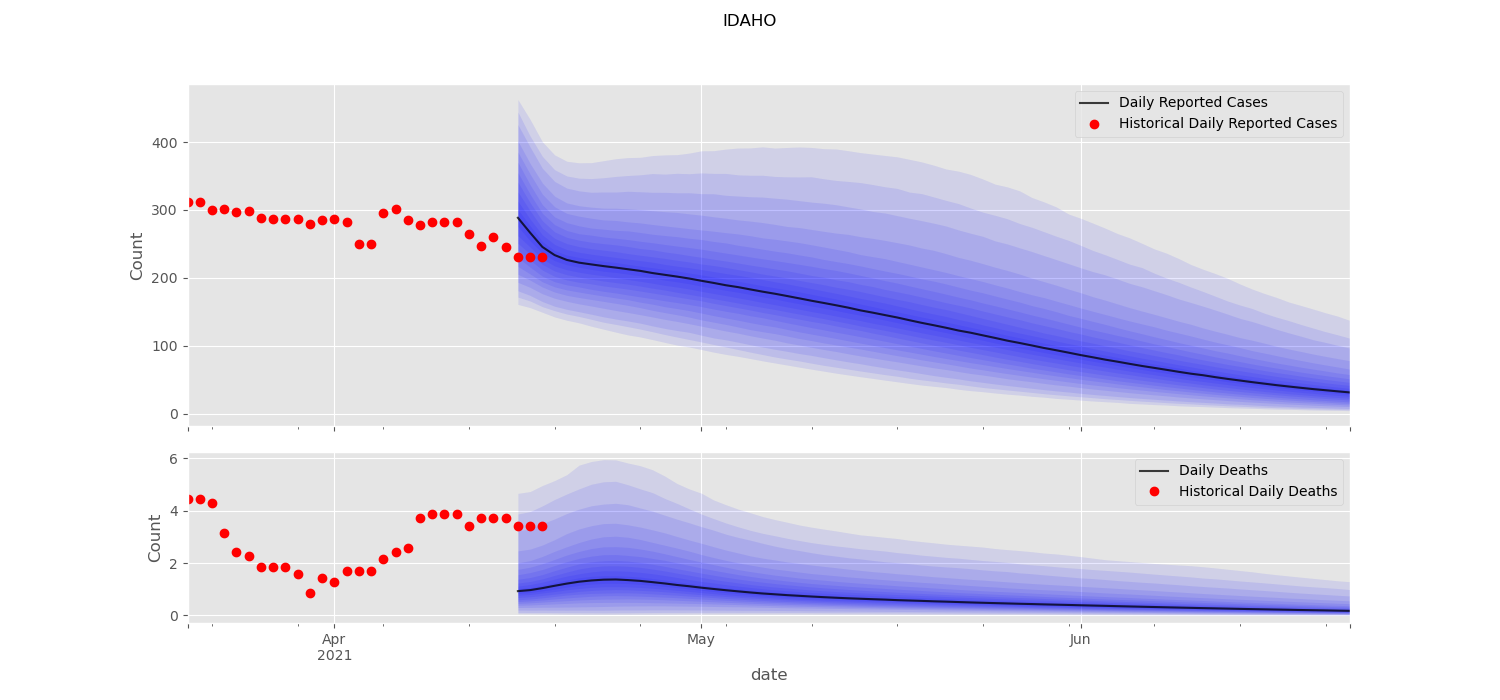 IDAHO
Daily Reported Cases
Historical Daily Reported Cases
400
300
200
100
0
Count
Daily Deaths
Historical Daily Deaths
6
4
2
0
Count
Apr
2021
May
Jun
date